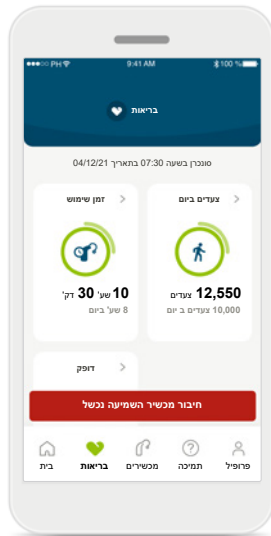 PH 9:41 AM 100 %
בריאות
סונכרן בשעה 07:30 בתאריך 04/12/21
צעדים ביום
זמן שימוש
12,550 צעדים
10 שע' 30 דק'
10,000 צעדים ב יום
8 שע' ביום
דופק
חיבור מכשיר השמיעה נכשל
פרופיל
תמיכה
מכשירים
בריאות
בית